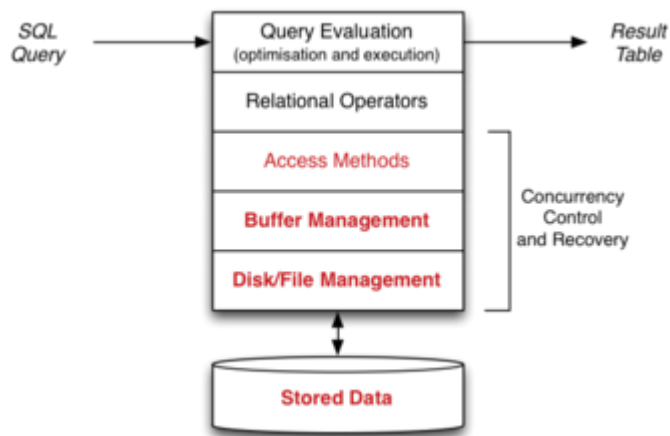 SQL
Query
Query Evaluation
(optimisation and execution)
Result
Table
Relational Operators
Access Methods
Buffer Management
Disk/File Management
Concurrency
Control
and Recovery
Stored Data